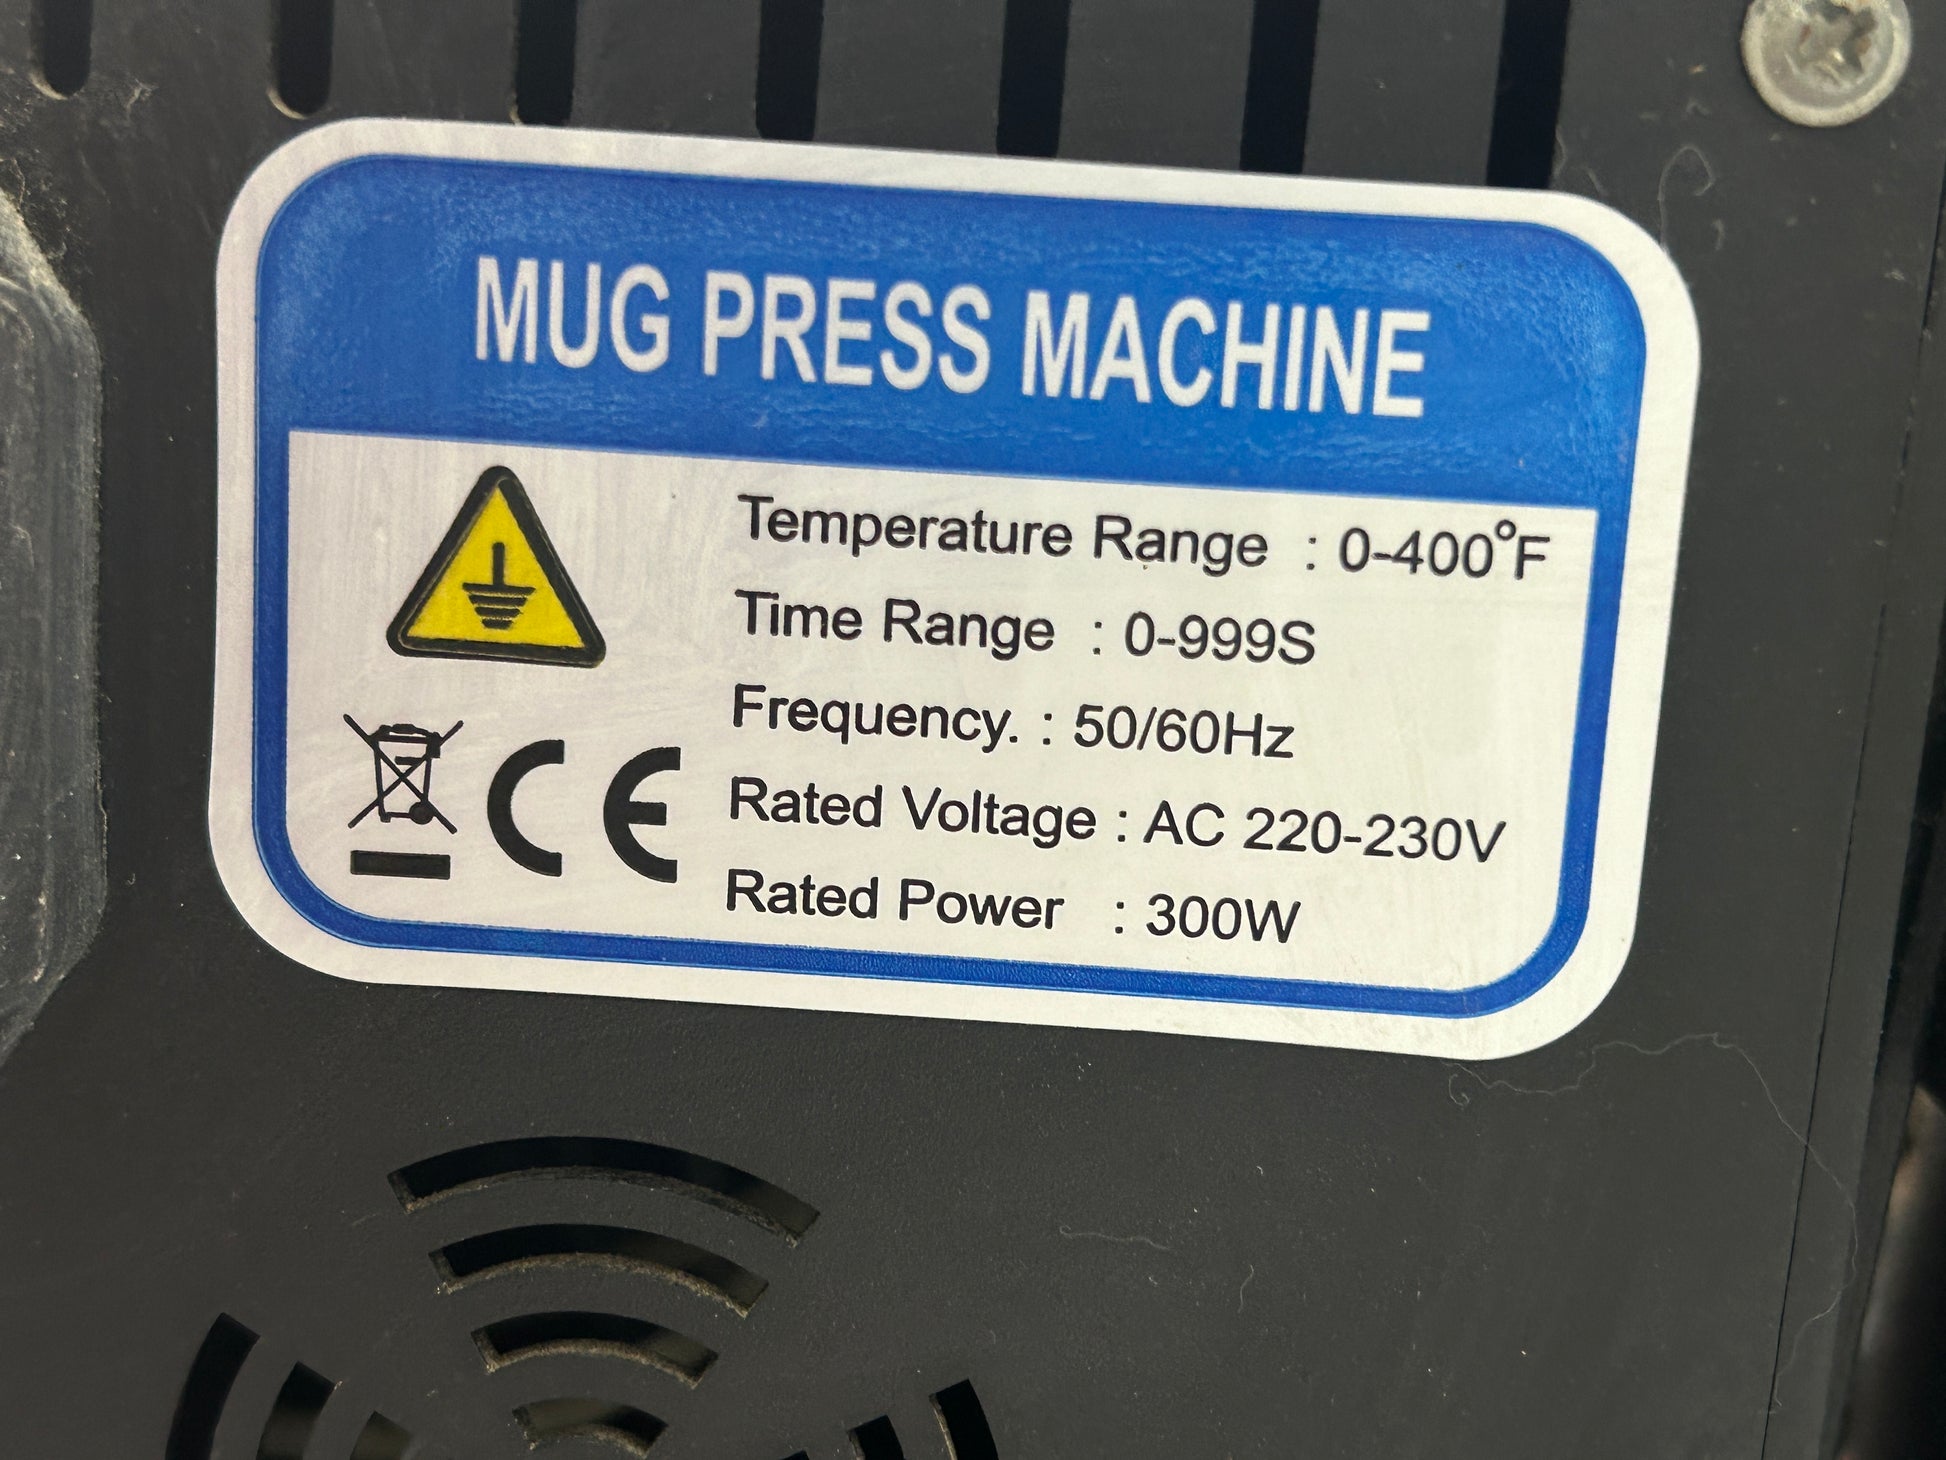 MUG PRESS MACHINE
Temperature Range : 0-400°F
Time Range : 0-999S
Frequency. : 50/60Hz
Rated Voltage : AC 220-230V
Rated Power : 300W
CE